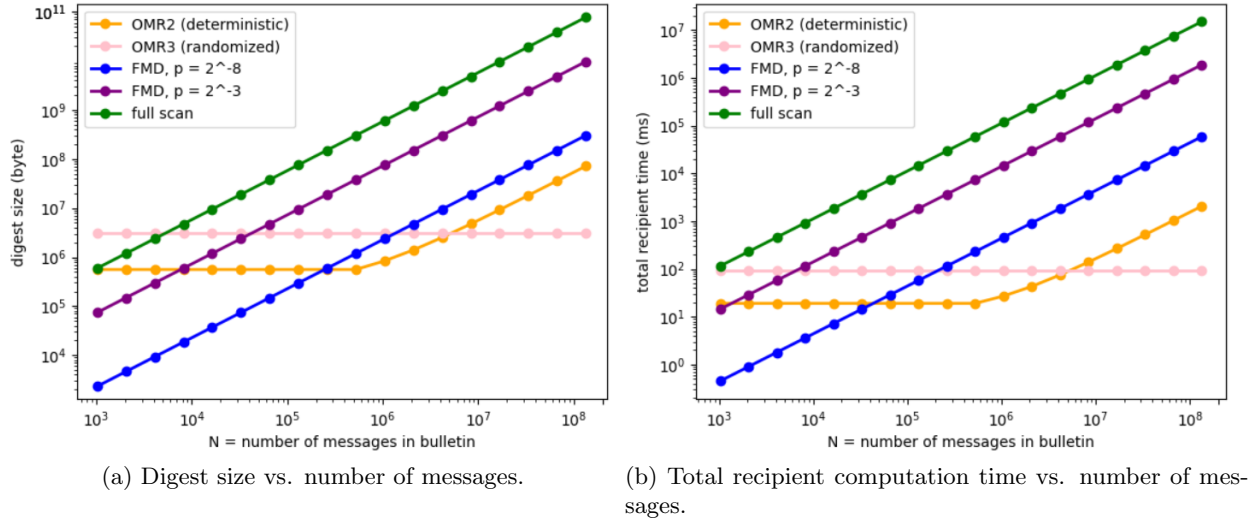 10^11
10^9
10^8
10^7
10^6
10^5
10^4
digest size (byte)
OMR2 (deterministic)
OMR3 (randomized)
FMD, p = 2^-8
FMD, p = 2^-3
full scan
10^3
10^4
10^5
10^6
10^7
10^8
N = number of messages in bulletin
(a) Digest size vs. number of messages.
10^7
10^6
10^5
10^4
10^3
10^2
10^1
10^0
total recipient time (ms)
OMR2 (deterministic)
OMR3 (randomized)
FMD, p = 2^-8
FMD, p = 2^-3
full scan
10^3
10^4
10^5
10^6
10^7
10^8
N = number of messages in bulletin
(b) Total recipient computation time vs. number of mes-
sages.